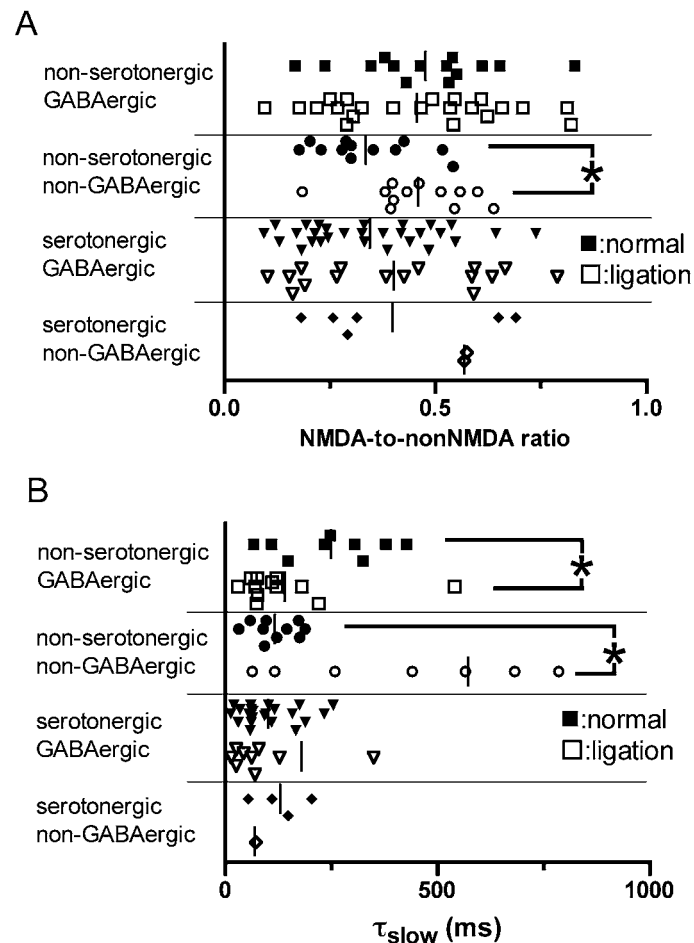 A
non-serotonergic
GABAergic
non-serotonergic
non-GABAergic
*
serotonergic
GABAergic
:normal
:ligation
serotonergic
non-GABAergic
0.0
0.5
1.0
NMDA-to-nonNMDA ratio
B
non-serotonergic
GABAergic
*
non-serotonergic
non-GABAergic
*
serotonergic
GABAergic
:normal
:ligation
serotonergic
non-GABAergic
0
500
1000
τslow (ms)